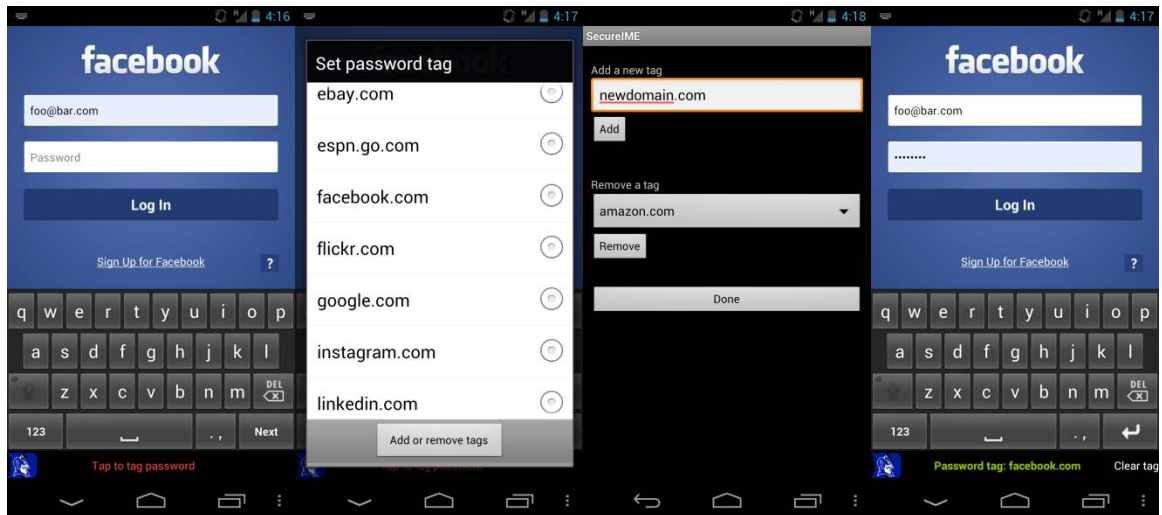 4:16
facebook
foo@bar.com
Password
Log In
Sign Up for Facebook
?
q w e r t y u i o p
a s d f g h j k l
z x c v b n m DEL
123 . , Next
Tap to tag password
H 4:17
Set password tag
ebay.com
espn.go.com
facebook.com
flickr.com
google.com
instagram.com
linkedin.com
Add or remove tags
H 4:18
SecureIME
Add a new tag
newdomain.com
Add
Remove a tag
amazon.com
Remove
Done
H 4:17
facebook
foo@bar.com
••••••••
Log In
Sign Up for Facebook
?
q w e r t y u i o p
a s d f g h j k l
z x c v b n m DEL
123 . ,
Password tag: facebook.com Clear tag